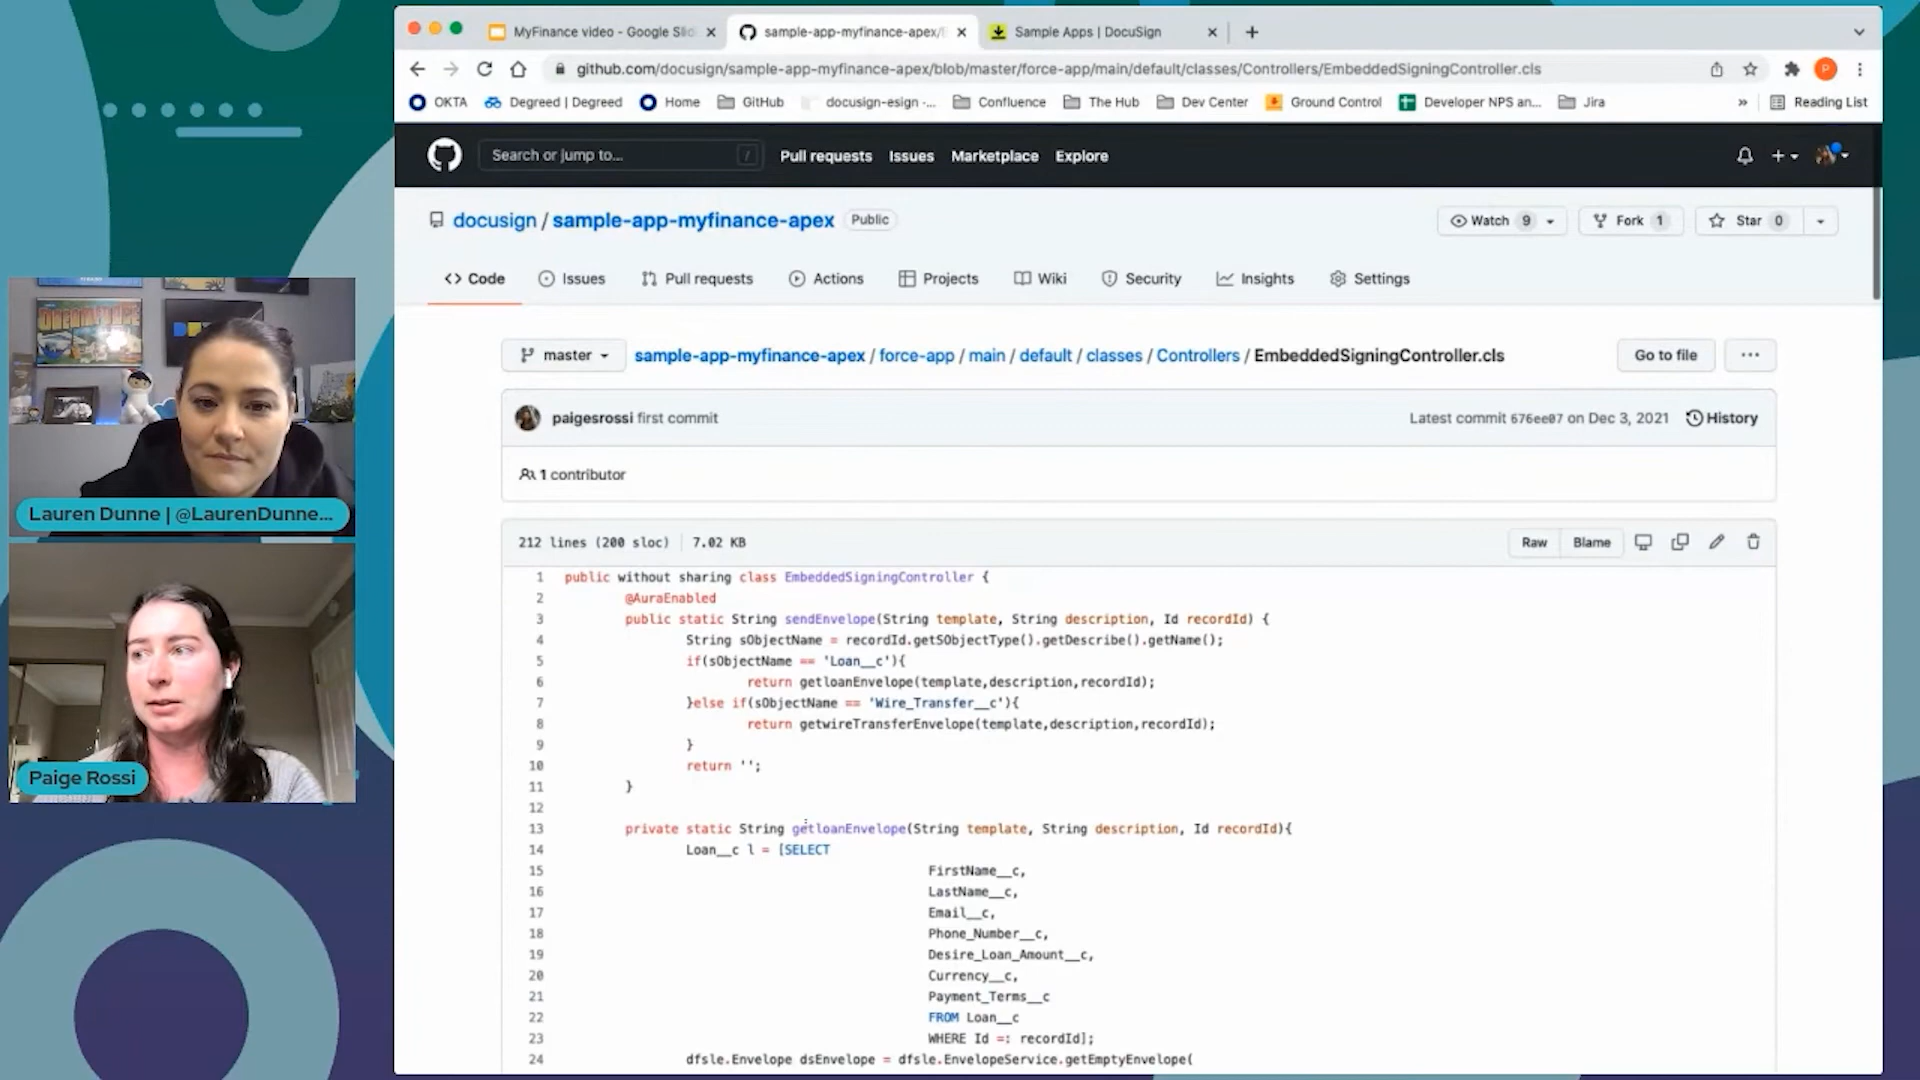 MyFinance video - Google Slid
sample-app-myfinance-apex/
Sample Apps | DocuSign
github.com/docusign/sample-app-myfinance-apex/blob/master/force-app/main/default/classes/Controllers/EmbeddedSigningController.cls
P
OKTA
Degreed | Degreed
Home
GitHub
docusign-esign -...
Confluence
The Hub
Dev Center
Ground Control
Developer NPS an...
Jira
»
Reading List
Search or jump to...
/
Pull requests
Issues
Marketplace
Explore
docusign / sample-app-myfinance-apex
Public
Watch 9
Fork 1
Star 0
<> Code
Issues
Pull requests
Actions
Projects
Wiki
Security
Insights
Settings
master
sample-app-myfinance-apex / force-app / main / default / classes / Controllers / EmbeddedSigningController.cls
Go to file
...
paigesrossi first commit
Latest commit 676ee07 on Dec 3, 2021
History
1 contributor
212 lines (200 sloc) | 7.02 KB
Raw
Blame
1 public without sharing class EmbeddedSigningController {
2 @AuraEnabled
3 public static String sendEnvelope(String template, String description, Id recordId) {
4 String sObjectName = recordId.getSObjectType().getDescribe().getName();
5 if(sObjectName == 'Loan__c'){
6 return getloanEnvelope(template,description,recordId);
7 }else if(sObjectName == 'Wire_Transfer__c'){
8 return getwireTransferEnvelope(template,description,recordId);
9 }
10 return '';
11 }
12
13 private static String getloanEnvelope(String template, String description, Id recordId){
14 Loan__c l = [SELECT
15 FirstName__c,
16 LastName__c,
17 Email__c,
18 Phone_Number__c,
19 Desire_Loan_Amount__c,
20 Currency__c,
21 Payment_Terms__c
22 FROM Loan__c
23 WHERE Id =: recordId];
24 dfsle.Envelope dsEnvelope = dfsle.EnvelopeService.getEmptyEnvelope(
Lauren Dunne | @LaurenDunne...
Paige Rossi